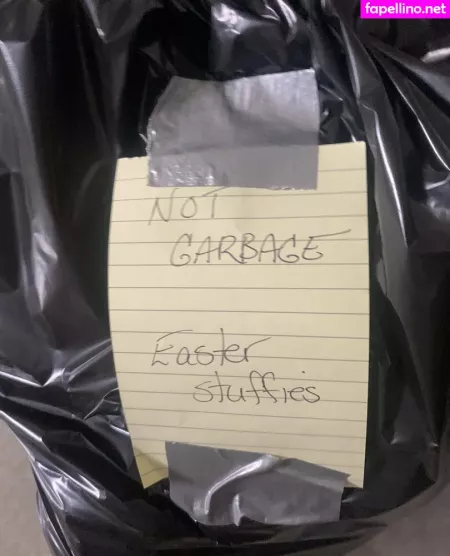 fapellino.net
NOT
GARBAGE
Easter
stuffies